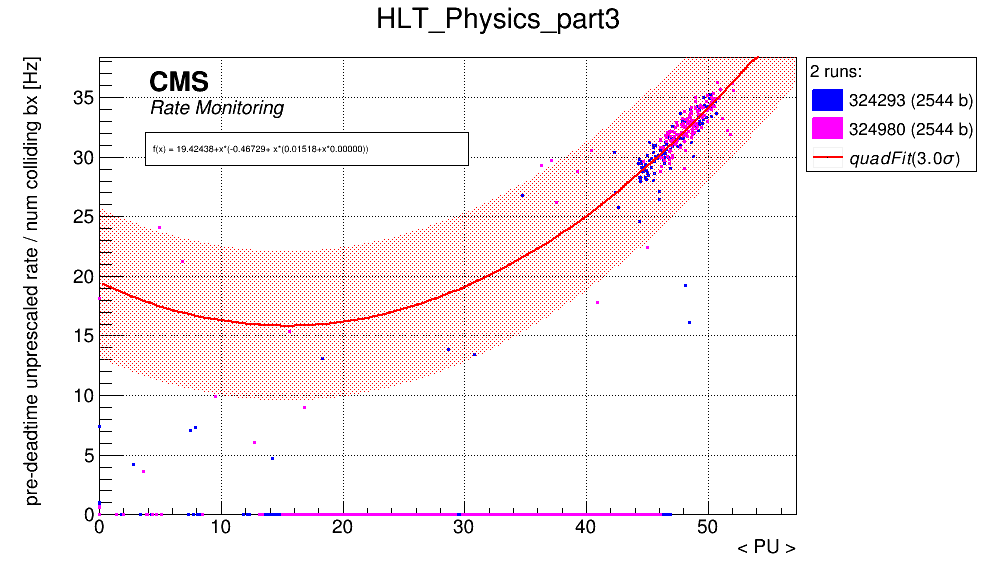 HLT_Physics_part3
pre-deadtime unprescaled rate / num colliding bx [Hz]
CMS
Rate Monitoring
f(x) = 19.42438+x*(-0.46729+ x*(0.01518+x*0.00000))
2 runs:
324293 (2544 b)
324980 (2544 b)
quadFit(3.0σ)
35
30
25
20
15
10
5
0
0 10 20 30 40 50
< PU >